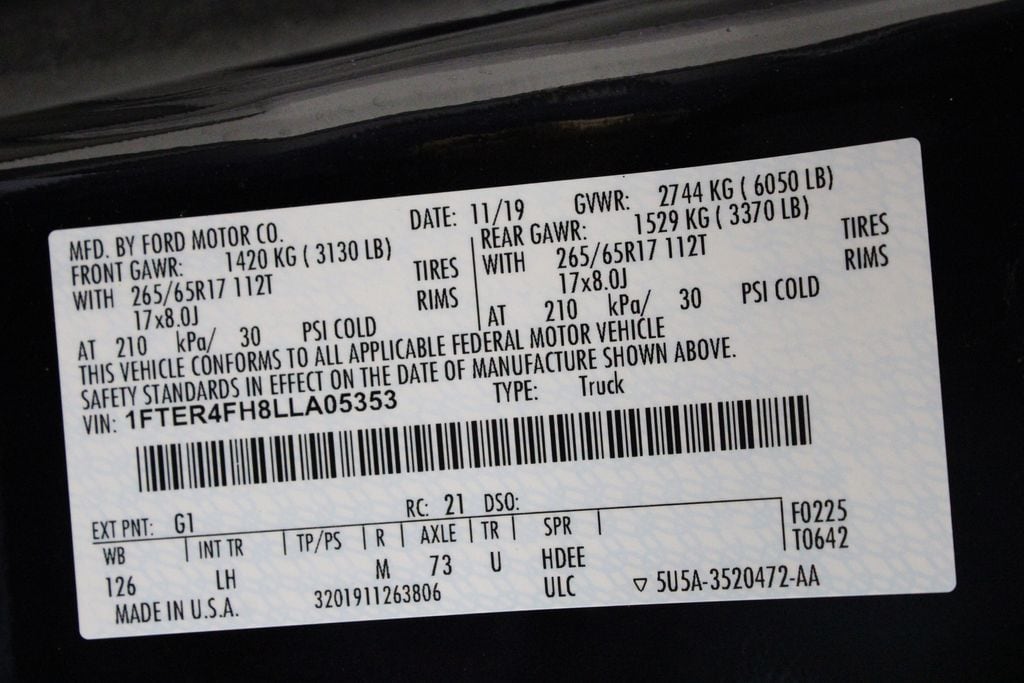 MFD. BY FORD MOTOR CO. DATE: 11/19 GVWR: 2744 KG ( 6050 LB)
FRONT GAWR: 1420 KG ( 3130 LB) REAR GAWR: 1529 KG ( 3370 LB)
WITH 265/65R17 112T TIRES WITH 265/65R17 112T TIRES
17x8.0J RIMS 17x8.0J RIMS
AT 210 kPa/ 30 PSI COLD AT 210 kPa/ 30 PSI COLD
THIS VEHICLE CONFORMS TO ALL APPLICABLE FEDERAL MOTOR VEHICLE
SAFETY STANDARDS IN EFFECT ON THE DATE OF MANUFACTURE SHOWN ABOVE.
VIN: 1FTER4FH8LLA05353 TYPE: Truck
EXT PNT: G1 RC: 21 DSO:
WB INT TR TP/PS R AXLE TR SPR F0225
126 LH M 73 U HDEE T0642
MADE IN U.S.A. 3201911263806 ULC ▽ 5U5A-3520472-AA